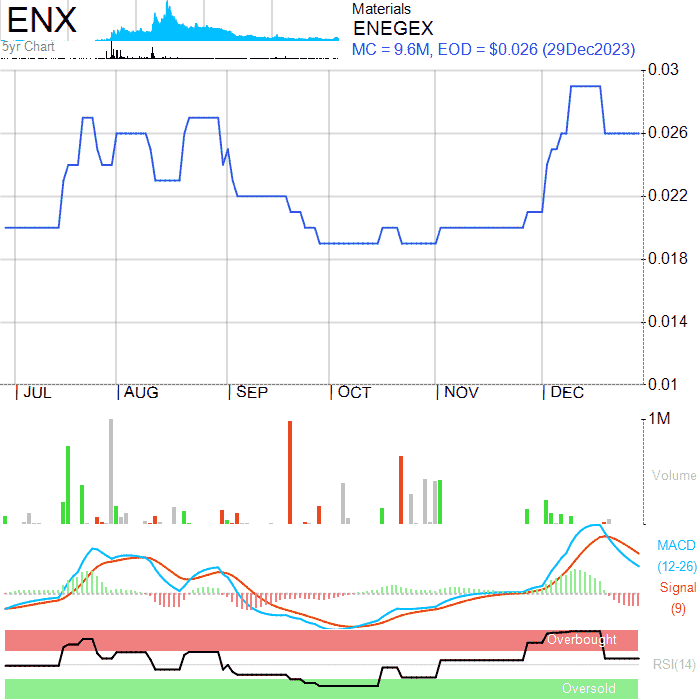 ENX
5yr Chart
Materials
ENEGEX
MC = 9.6M, EOD = $0.026 (29Dec2023)
0.03
0.026
0.022
0.018
0.014
0.01
JUL AUG SEP OCT NOV DEC
1M
Volume
MACD
(12-26)
Signal
(9)
Overbought
RSI(14)
Oversold